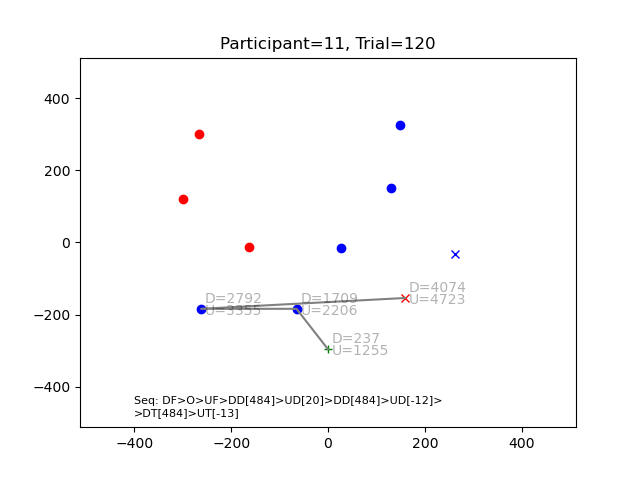 Participant=11, Trial=120
400
200
0
−200
−400
D=4074
U=4723
D=2792
U=3355
D=1709
U=2206
D=237
U=1255
Seq: DF>O>UF>DD[484]>UD[20]>DD[484]>UD[-12]>
>DT[484]>UT[-13]
−400 −200 0 200 400